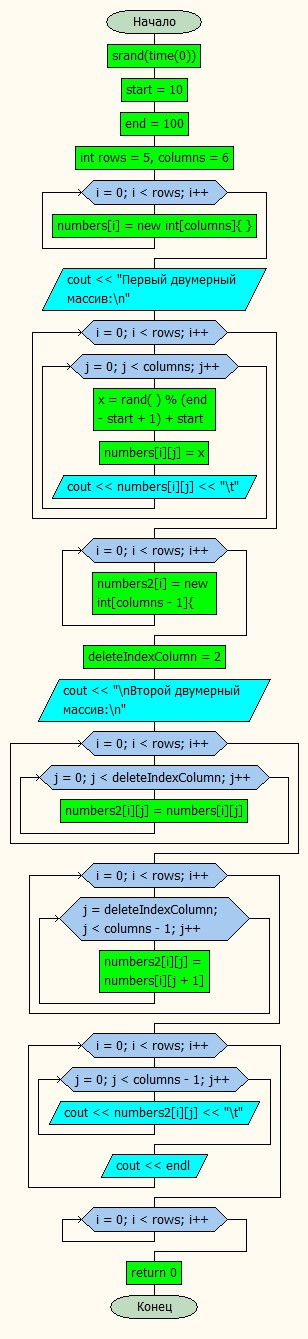 Начало
srand(time(0))
start = 10
end = 100
int rows = 5, columns = 6
i = 0; i < rows; i++
numbers[i] = new int[columns]{ }
cout << "Первый двумерный
массив:\n"
i = 0; i < rows; i++
j = 0; j < columns; j++
x = rand( ) % (end
- start + 1) + start
numbers[i][j] = x
cout << numbers[i][j] << "\t"
i = 0; i < rows; i++
numbers2[i] = new
int[columns - 1]{
deleteIndexColumn = 2
cout << "\nВторой двумерный
массив:\n"
i = 0; i < rows; i++
j = 0; j < deleteIndexColumn; j++
numbers2[i][j] = numbers[i][j]
i = 0; i < rows; i++
j = deleteIndexColumn;
j < columns - 1; j++
numbers2[i][j] =
numbers[i][j + 1]
i = 0; i < rows; i++
j = 0; j < columns - 1; j++
cout << numbers2[i][j] << "\t"
cout << endl
i = 0; i < rows; i++
return 0
Конец